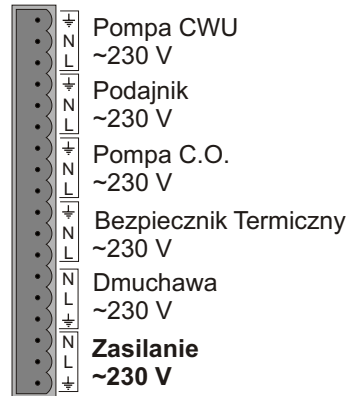 ⏚ Pompa CWU
N
L ~230 V
⏚ Podajnik
N
L ~230 V
⏚ Pompa C.O.
N
L ~230 V
⏚ Bezpiecznik Termiczny
N
L ~230 V
N Dmuchawa
L
⏚ ~230 V
N Zasilanie
L
⏚ ~230 V